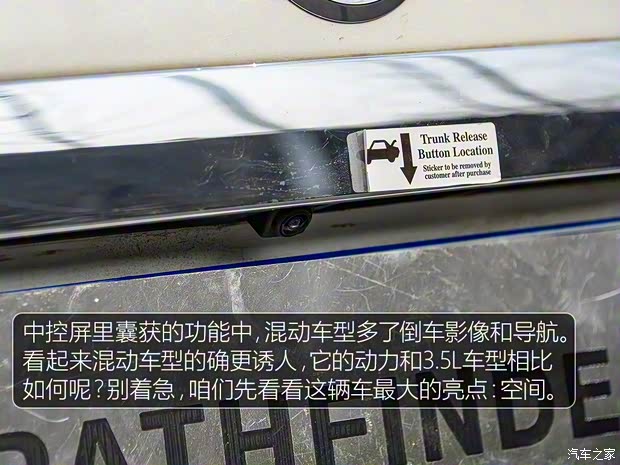 Trunk Release
Button Location
Sticker to be removed by
customer after purchase
中控屏里囊获的功能中，混动车型多了倒车影像和导航。
看起来混动车型的确更诱人，它的动力和3.5L车型相比
如何呢？别着急，咱们先看看这辆车最大的亮点：空间。
PATHFINDE
汽车之家